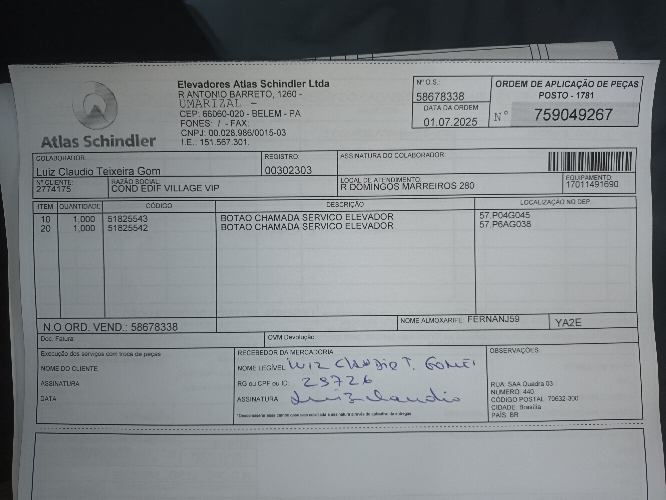 Atlas Schindler
Elevadores Atlas Schindler Ltda
R ANTONIO BARRETO, 1260 -
UMARIZAL -
CEP: 66060-020 - BELEM - PA
FONES: / - FAX:
CNPJ: 00.028.986/0015-03
I.E.: 151.567.301.
Nº O.S.
58678338
DATA DA ORDEM
01.07.2025
ORDEM DE APLICAÇÃO DE PEÇAS
POSTO - 1781
Nº 759049267
COLABORADOR:
Luiz Claudio Teixeira Gom
REGISTRO:
00302303
ASSINATURA DO COLABORADOR:
Nº CLIENTE:
2774175
RAZÃO SOCIAL:
COND EDIF VILLAGE VIP
LOCAL DE ATENDIMENTO:
R DOMINGOS MARREIROS 280
EQUIPAMENTO:
17011491690
ITEM QUANTIDADE CÓDIGO DESCRIÇÃO LOCALIZAÇÃO NO DEP.
10 1,000 51825543 BOTAO CHAMADA SERVICO ELEVADOR 57.P04G045
20 1,000 51825542 BOTAO CHAMADA SERVICO ELEVADOR 57.P6AG038
N.O ORD. VEND.: 58678338
NOME ALMOXARIFE: FERNANJ59
YA2E
Doc. Fatura
OVM Devolução:
Execução dos serviços com troca de peças
NOME DO CLIENTE
ASSINATURA
DATA
RECEBEDOR DA MERCADORIA
NOME LEGÍVEL: Luiz Claudio T. Gomes
RG ou CPF ou IC: 25726
ASSINATURA Luiz Claudio
OBSERVAÇÕES:
RUA: SAA Quadra 03
NÚMERO: 440
CÓDIGO POSTAL: 70632-300
CIDADE: Brasília
PAÍS: BR